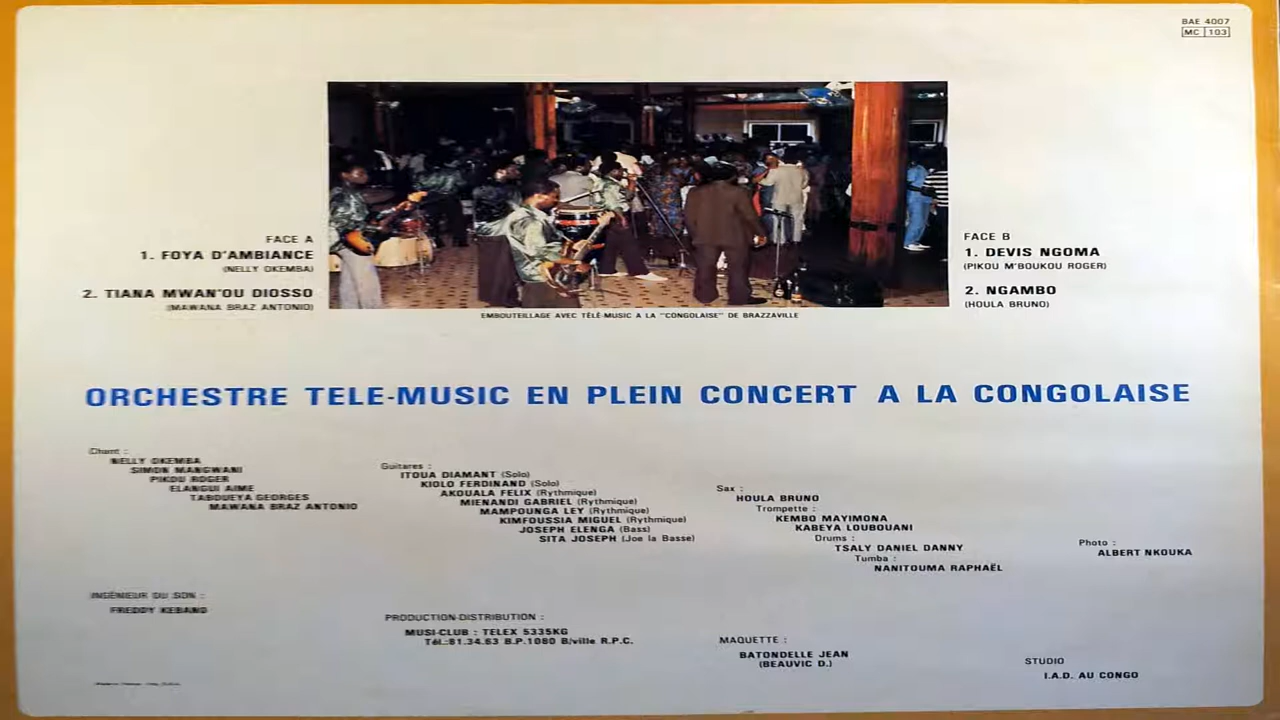 BAE 4007
MC 103
FACE A
1. FOYA D'AMBIANCE
(NELLY OKEMBA)
2. TIANA MWAN'OU DIOSSO
(MAWANA BRAZ ANTONIO)
FACE B
1. DEVIS NGOMA
(PIKOU M'BOUKOU ROGER)
2. NGAMBO
(HOULA BRUNO)
EMBOUTEILLAGE AVEC TÉLÉ-MUSIC A LA "CONGOLAISE" DE BRAZZAVILLE
ORCHESTRE TELE-MUSIC EN PLEIN CONCERT A LA CONGOLAISE
Chant :
NELLY OKEMBA
SIMON MANGWANI
PIKOU ROGER
ELANGUI AIME
TABOUEYA GEORGES
MAWANA BRAZ ANTONIO
Guitares :
ITOUA DIAMANT (Solo)
KIOLO FERDINAND (Solo)
AKOUALA FELIX (Rythmique)
MIENANDI GABRIEL (Rythmique)
MAMPOUNGA LEY (Rythmique)
KIMFOUSSIA MIGUEL (Rythmique)
JOSEPH ELENGA (Bass)
SITA JOSEPH (Joe la Basse)
Sax :
HOULA BRUNO
Trompette :
KEMBO MAYIMONA
KABEYA LOUBOUANI
Drums :
TSALY DANIEL DANNY
Tumba :
NANITOUMA RAPHAËL
Photo :
ALBERT NKOUKA
INGÉNIEUR DU SON :
FREDDY KEBANO
PRODUCTION-DISTRIBUTION :
MUSI-CLUB : TELEX 5335KG
Tél.:81.34.63 B.P.1080 B/ville R.P.C.
MAQUETTE :
BATONDELLE JEAN
(BEAUVIC D.)
STUDIO
I.A.D. AU CONGO